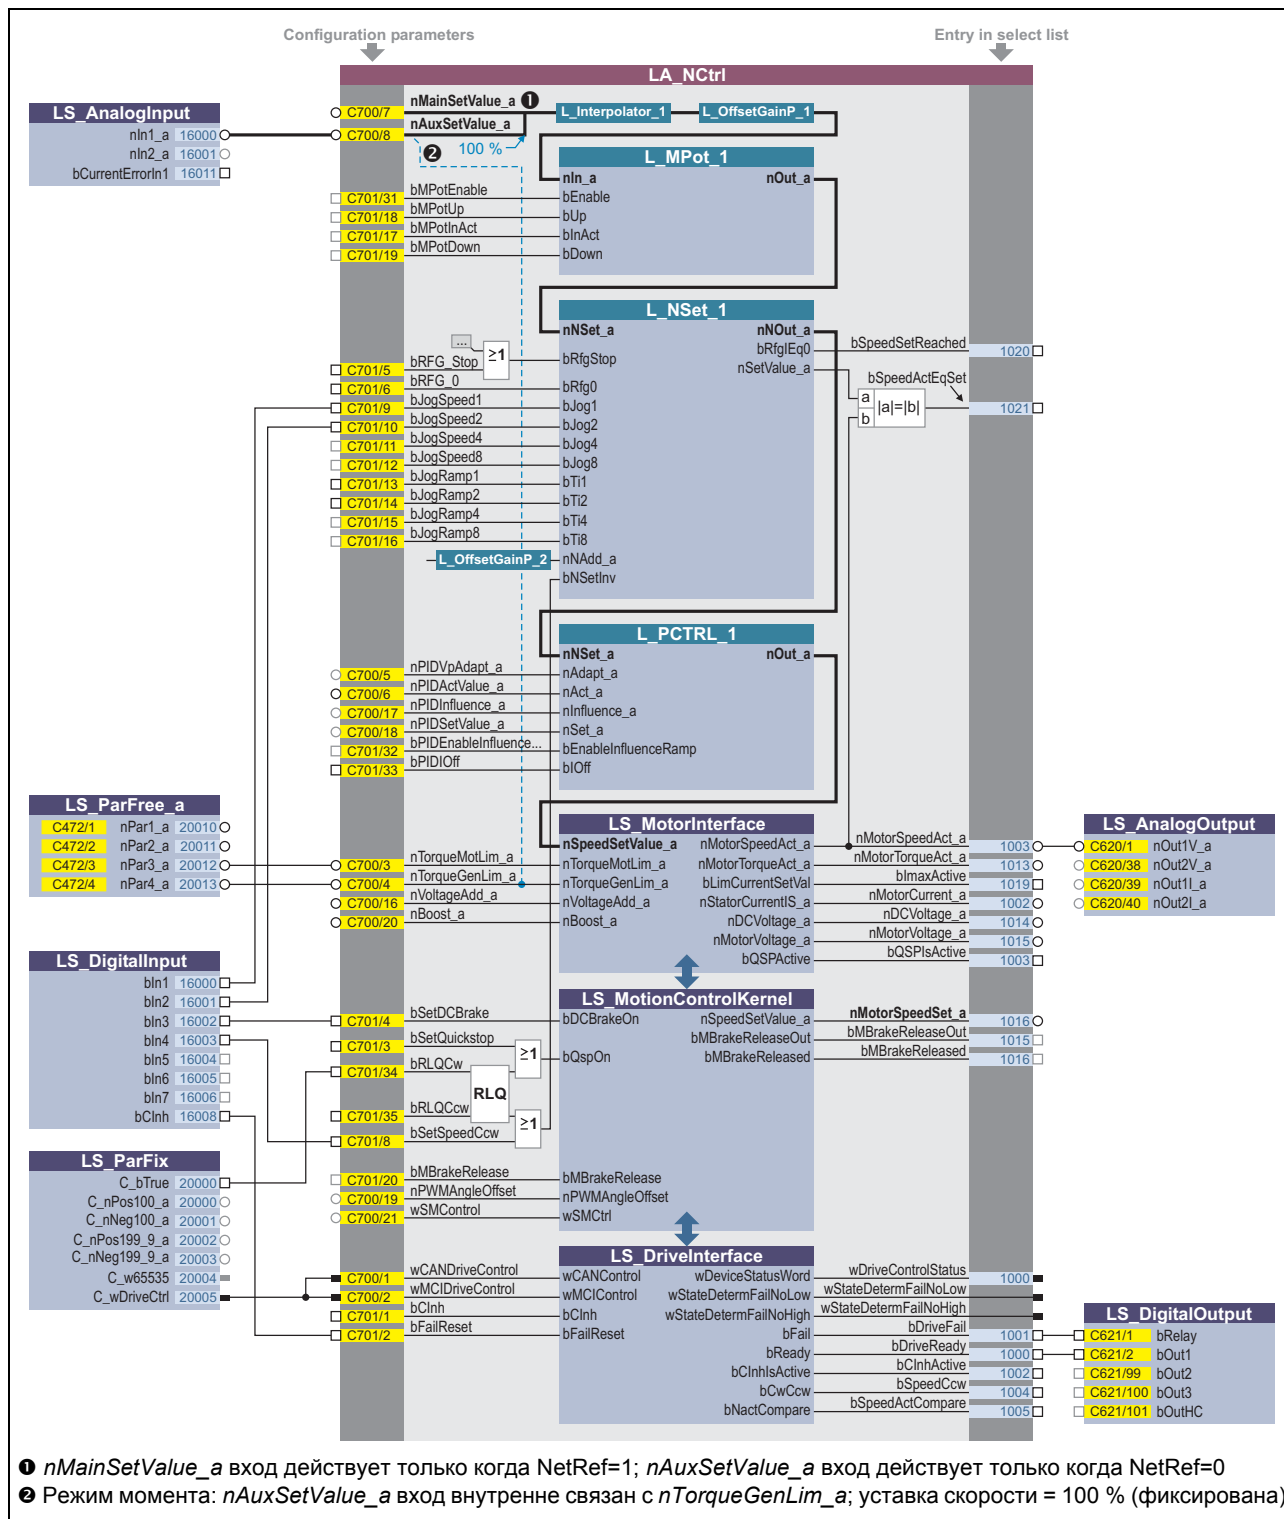 Configuration parameters
Entry in select list
LA_NCtrl
LS_AnalogInput
nIn1_a 16000
nIn2_a 16001
bCurrentErrorIn1 16011
C700/7 nMainSetValue_a ❶
C700/8 nAuxSetValue_a
❷ 100 %
L_Interpolator_1
L_OffsetGainP_1
L_MPot_1
nIn_a nOut_a
C701/31 bMPotEnable bEnable
C701/18 bMPotUp bUp
C701/17 bMPotInAct bInAct
C701/19 bMPotDown bDown
L_NSet_1
nNSet_a nNOut_a
bRfgIEq0 bSpeedSetReached 1020
nSetValue_a
bSpeedActEqSet 1021
a
b
|a|=|b|
...
≥1
C701/5 bRFG_Stop bRfgStop
C701/6 bRFG_0 bRfg0
C701/9 bJogSpeed1 bJog1
C701/10 bJogSpeed2 bJog2
C701/11 bJogSpeed4 bJog4
C701/12 bJogSpeed8 bJog8
C701/13 bJogRamp1 bTi1
C701/14 bJogRamp2 bTi2
C701/15 bJogRamp4 bTi4
C701/16 bJogRamp8 bTi8
L_OffsetGainP_2 nNAdd_a
bNSetInv
L_PCTRL_1
nNSet_a nOut_a
C700/5 nPIDVpAdapt_a nAdapt_a
C700/6 nPIDActValue_a nAct_a
C700/17 nPIDInfluence_a nInfluence_a
C700/18 nPIDSetValue_a nSet_a
C701/32 bPIDEnableInfluence... bEnableInfluenceRamp
C701/33 bPIDIOff bIOff
LS_ParFree_a
C472/1 nPar1_a 20010
C472/2 nPar2_a 20011
C472/3 nPar3_a 20012
C472/4 nPar4_a 20013
LS_MotorInterface
nSpeedSetValue_a
C700/3 nTorqueMotLim_a nTorqueMotLim_a
C700/4 nTorqueGenLim_a nTorqueGenLim_a
C700/16 nVoltageAdd_a nVoltageAdd_a
C700/20 nBoost_a nBoost_a
nMotorSpeedAct_a nMotorSpeedAct_a 1003
nMotorTorqueAct_a nMotorTorqueAct_a 1013
bLimCurrentSetVal bImaxActive 1019
nStatorCurrentIS_a nMotorCurrent_a 1002
nDCVoltage_a nDCVoltage_a 1014
nMotorVoltage_a nMotorVoltage_a 1015
bQSPActive bQSPIsActive 1003
LS_AnalogOutput
C620/1 nOut1V_a
C620/38 nOut2V_a
C620/39 nOut1I_a
C620/40 nOut2I_a
LS_DigitalInput
bIn1 16000
bIn2 16001
bIn3 16002
bIn4 16003
bIn5 16004
bIn6 16005
bIn7 16006
bCInh 16008
LS_MotionControlKernel
C701/4 bSetDCBrake bDCBrakeOn
C701/3 bSetQuickstop ≥1 bQspOn
C701/34 bRLQCw
RLQ
C701/35 bRLQCcw
C701/8 bSetSpeedCcw ≥1
C701/20 bMBrakeRelease bMBrakeRelease
C700/19 nPWMAngleOffset nPWMAngleOffset
C700/21 wSMControl wSMCtrl
nSpeedSetValue_a nMotorSpeedSet_a 1016
bMBrakeReleaseOut bMBrakeReleaseOut 1015
bMBrakeReleased bMBrakeReleased 1016
LS_ParFix
C_bTrue 20000
C_nPos100_a 20000
C_nNeg100_a 20001
C_nPos199_9_a 20002
C_nNeg199_9_a 20003
C_w65535 20004
C_wDriveCtrl 20005
LS_DriveInterface
C700/1 wCANDriveControl wCANControl
C700/2 wMCIDriveControl wMCIControl
C701/1 bCInh bCInh
C701/2 bFailReset bFailReset
wDeviceStatusWord wDriveControlStatus 1000
wStateDetermFailNoLow wStateDetermFailNoLow
wStateDetermFailNoHigh wStateDetermFailNoHigh
bFail bDriveFail 1001
bReady bDriveReady 1000
bCInhIsActive bCInhActive 1002
bCwCcw bSpeedCcw 1004
bNactCompare bSpeedActCompare 1005
LS_DigitalOutput
C621/1 bRelay
C621/2 bOut1
C621/99 bOut2
C621/100 bOut3
C621/101 bOutHC
❶ nMainSetValue_a вход действует только когда NetRef=1; nAuxSetValue_a вход действует только когда NetRef=0
❷ Режим момента: nAuxSetValue_a вход внутренне связан с nTorqueGenLim_a; уставка скорости = 100 % (фиксирована)